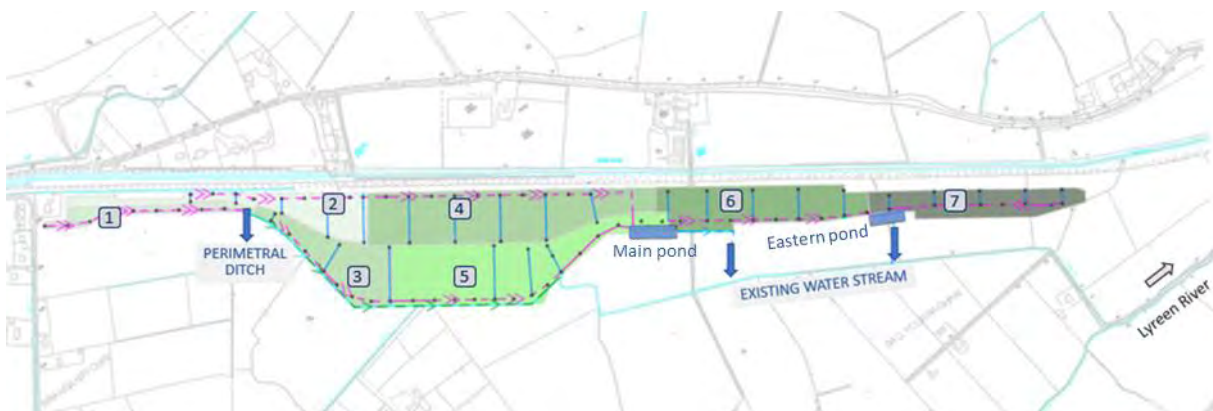 1
2
3
4
5
6
7
PERIMETRAL
DITCH
Main pond
Eastern pond
EXISTING WATER STREAM
Lyreen River